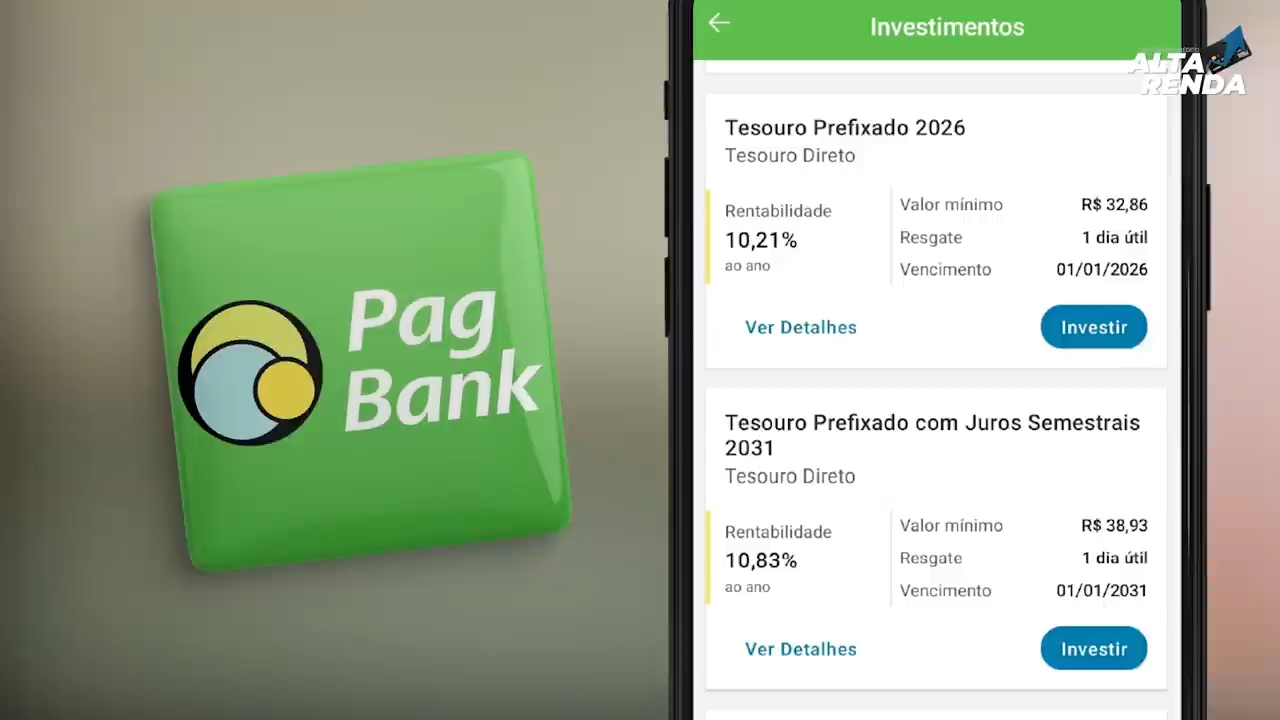 Pag
Bank
Investimentos
ALTA
RENDA
Tesouro Prefixado 2026
Tesouro Direto
Rentabilidade
10,21%
ao ano
Valor mínimo R$ 32,86
Resgate 1 dia útil
Vencimento 01/01/2026
Ver Detalhes Investir
Tesouro Prefixado com Juros Semestrais
2031
Tesouro Direto
Rentabilidade
10,83%
ao ano
Valor mínimo R$ 38,93
Resgate 1 dia útil
Vencimento 01/01/2031
Ver Detalhes Investir